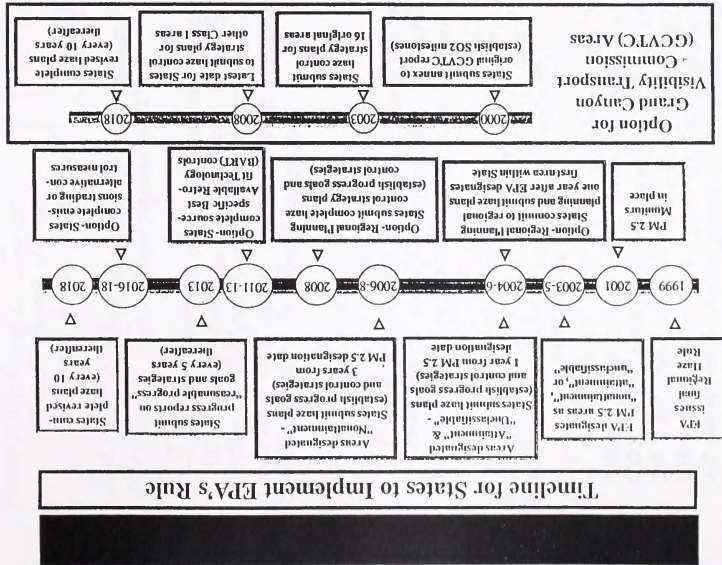 Timeline for States to Implement EPA's Rule
EPA
issues
final
Regional
Haze
Rule
EPA designates
PM 2.5 areas as
"nonattainment",
"attainment", or
"unclassifiable"
Areas designated
"Attainment" &
"Unclassifiable" -
States submit haze plans
(establish progress goals
and control strategies)
1 year from PM 2.5
designation date
Areas designated
"Nonattainment" -
States submit haze plans
(establish progress goals
and control strategies)
3 years from
PM 2.5 designation date
States submit
progress reports on
"reasonable progress"
goals and strategies
(every 5 years
thereafter)
States com-
plete revised
haze plans
(every 10
years
thereafter)
1999
2001
2003-5
2004-6
2006-8
2008
2011-13
2013
2016-18
2018
PM 2.5
Monitors
in place
Option- Regional Planning
States commit to regional
planning and submit haze plans
one year after EPA designates
first area within State
Option- Regional Planning
States submit complete haze
control strategy plans
(establish progress goals and
control strategies)
Option- States
complete source-
specific Best
Available Retro-
fit Technology
(BART) controls
Option- States
complete emis-
sions trading or
alternative con-
trol measures
Option for
Grand Canyon
Visibility Transport
Commission
(GCVTC) Areas
2000
2003
2008
2018
States submit annex to
original GCVTC report
(establish SO2 milestones)
States submit
haze control
strategy plans for
16 original areas
Latest date for States
to submit haze control
strategy plans for
other Class I areas
States complete
revised haze plans
(every 10 years
thereafter)